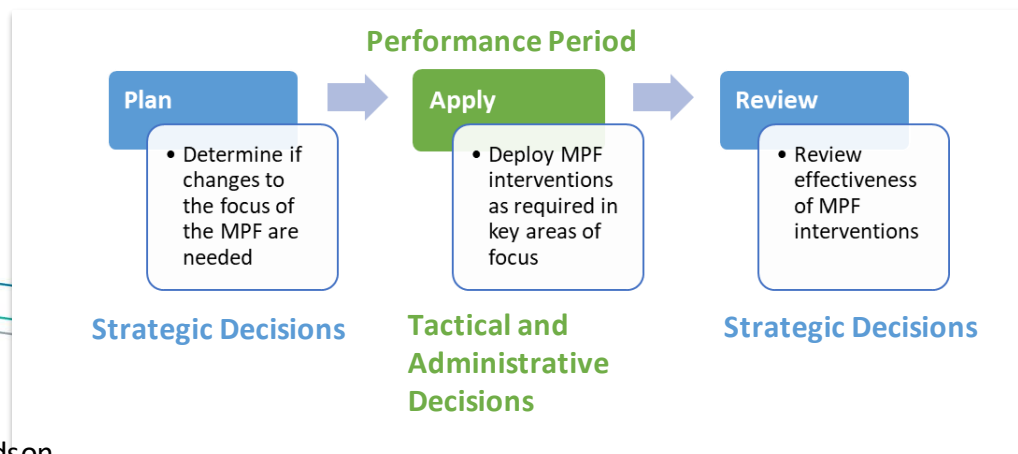 Performance Period
Plan
• Determine if
changes to
the focus of
the MPF are
needed
Strategic Decisions
Apply
• Deploy MPF
interventions
as required in
key areas of
focus
Tactical and
Administrative
Decisions
Review
• Review
effectiveness
of MPF
interventions
Strategic Decisions